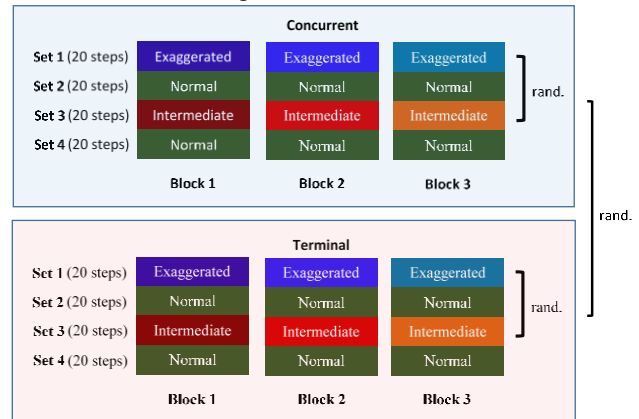 Concurrent
Set 1 (20 steps) Exaggerated Exaggerated Exaggerated
Set 2 (20 steps) Normal Normal Normal
rand.
Set 3 (20 steps) Intermediate Intermediate Intermediate
Set 4 (20 steps) Normal Normal Normal
Block 1 Block 2 Block 3
rand.
Terminal
Set 1 (20 steps) Exaggerated Exaggerated Exaggerated
Set 2 (20 steps) Normal Normal Normal
rand.
Set 3 (20 steps) Intermediate Intermediate Intermediate
Set 4 (20 steps) Normal Normal Normal
Block 1 Block 2 Block 3